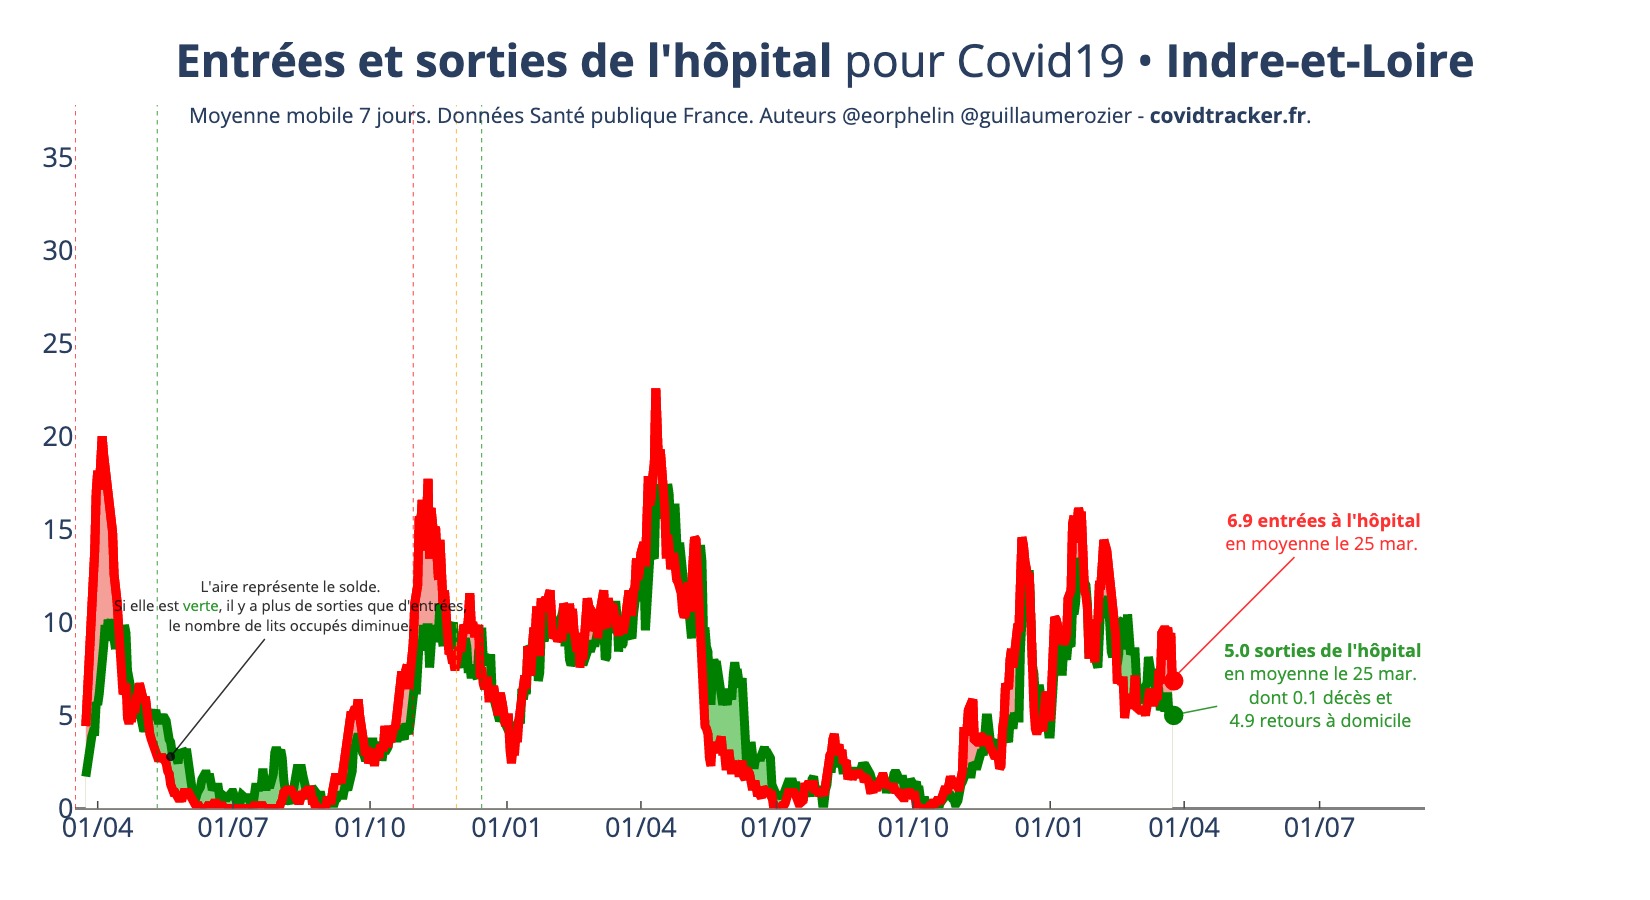 Entrées et sorties de l'hôpital pour Covid19 • Indre-et-Loire
Moyenne mobile 7 jours. Données Santé publique France. Auteurs @eorphelin @guillaumerozier - covidtracker.fr.
35
30
25
20
15
10
5
0
L'aire représente le solde.
Si elle est verte, il y a plus de sorties que d'entrées,
le nombre de lits occupés diminue.
6.9 entrées à l'hôpital
en moyenne le 25 mar.
5.0 sorties de l'hôpital
en moyenne le 25 mar.
dont 0.1 décès et
4.9 retours à domicile
01/04 01/07 01/10 01/01 01/04 01/07 01/10 01/01 01/04 01/07